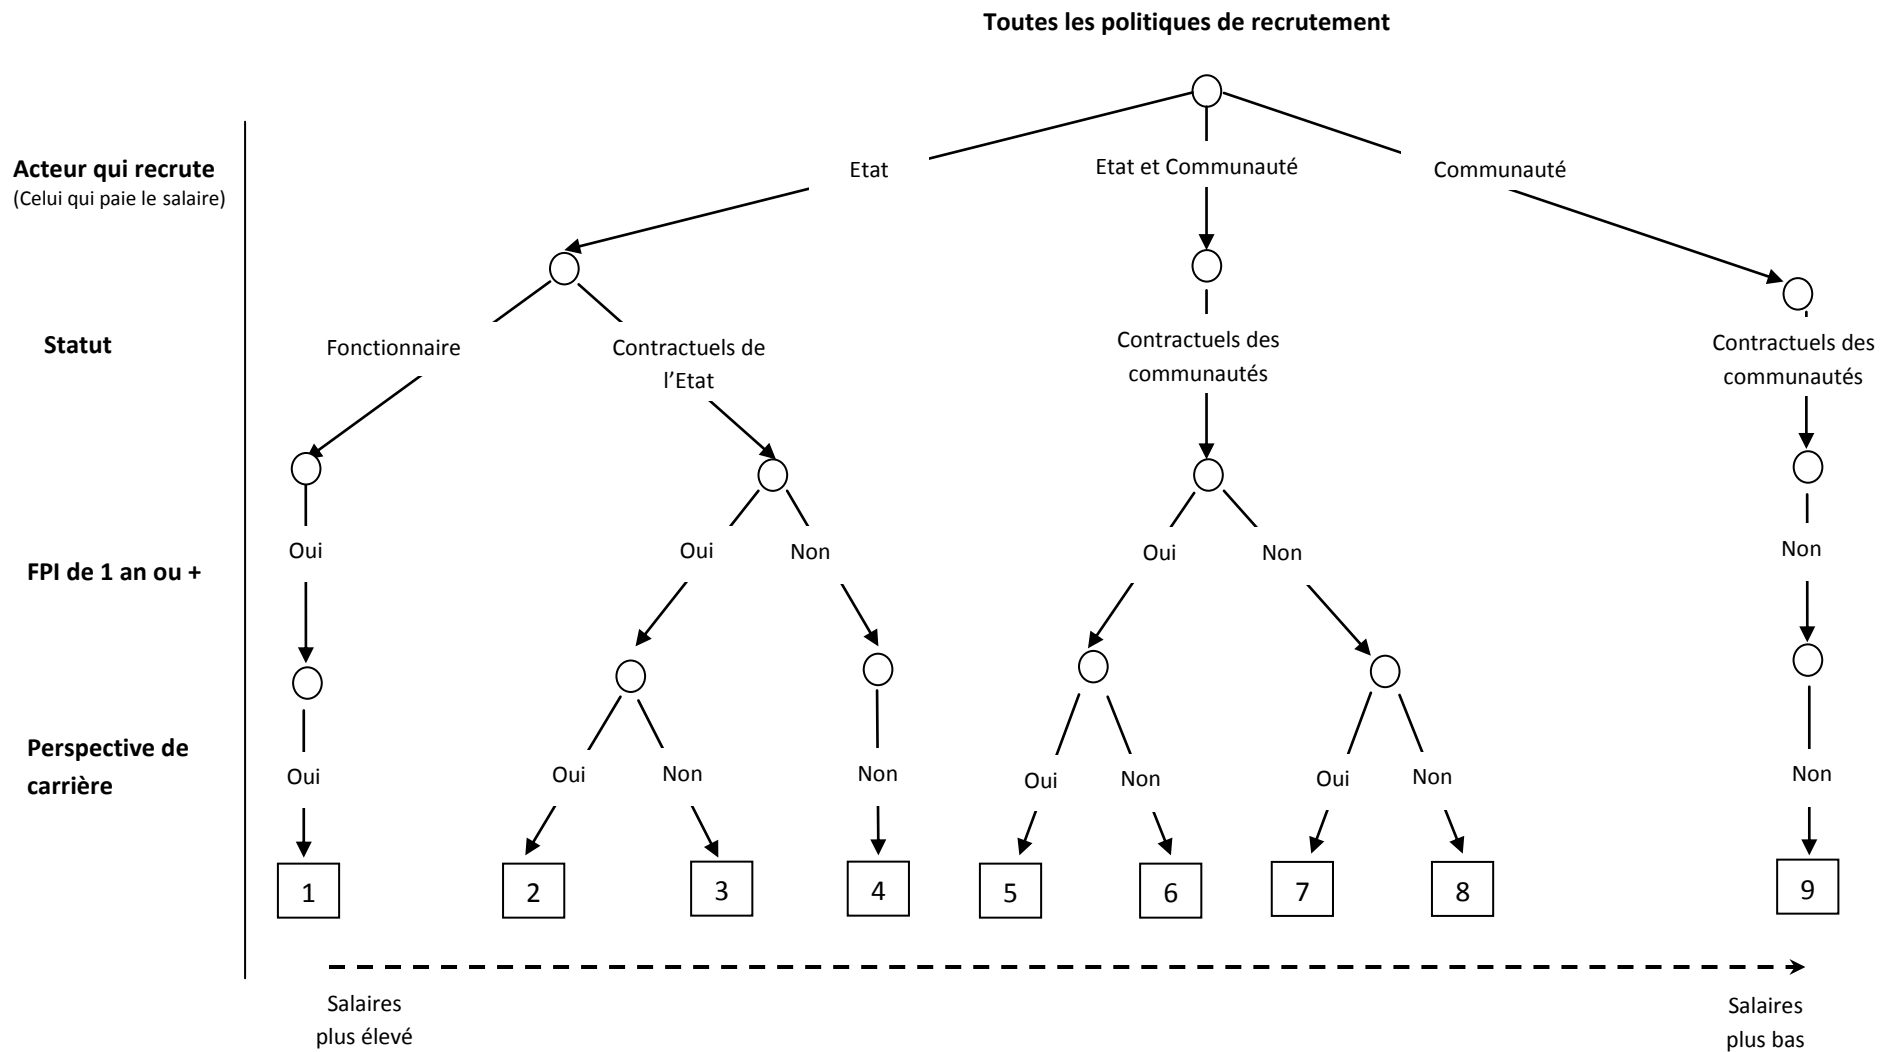 Toutes les politiques de recrutement
Acteur qui recrute
(Celui qui paie le salaire)
Etat
Etat et Communauté
Communauté
Statut
Fonctionnaire
Contractuels de
l’Etat
Contractuels des
communautés
Contractuels des
communautés
FPI de 1 an ou +
Oui
Oui
Non
Oui
Non
Non
Perspective de
carrière
Oui
Oui
Non
Non
Oui
Non
Oui
Non
Non
1
2
3
4
5
6
7
8
9
Salaires
plus élevé
Salaires
plus bas